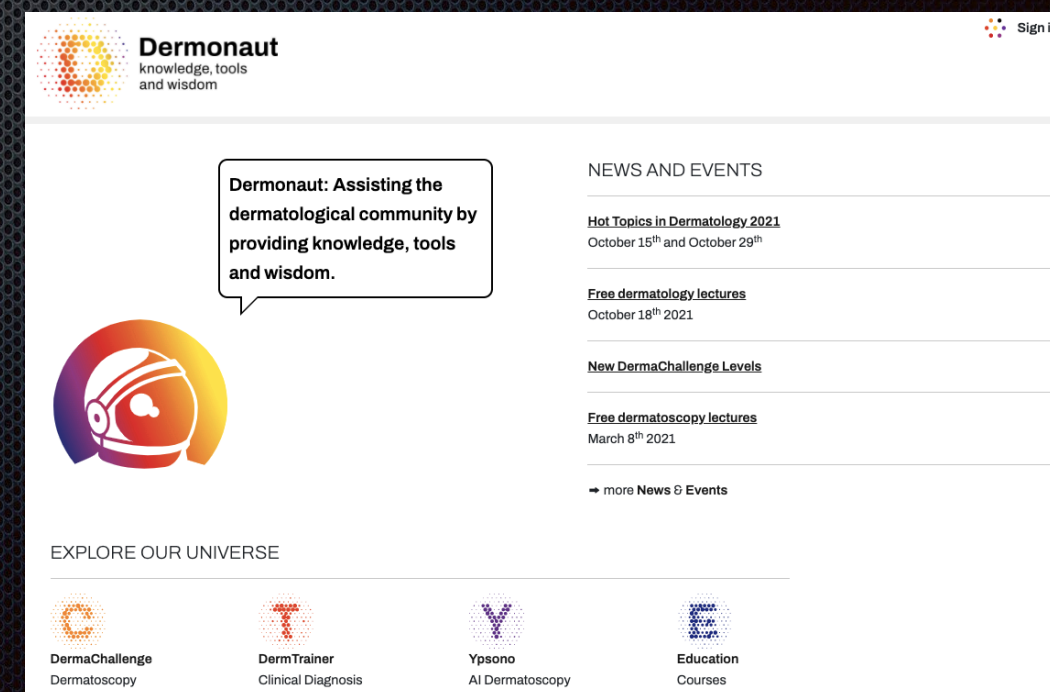 Dermonaut
knowledge, tools
and wisdom
Sign
Dermonaut: Assisting the
dermatological community by
providing knowledge, tools
and wisdom.
NEWS AND EVENTS
Hot Topics in Dermatology 2021
October 15th and October 29th
Free dermatology lectures
October 18th 2021
New DermaChallenge Levels
Free dermatoscopy lectures
March 8th 2021
➡ more News & Events
EXPLORE OUR UNIVERSE
C T Y E
DermaChallenge DermTrainer Ypsono Education
Dermatoscopy Clinical Diagnosis AI Dermatoscopy Courses